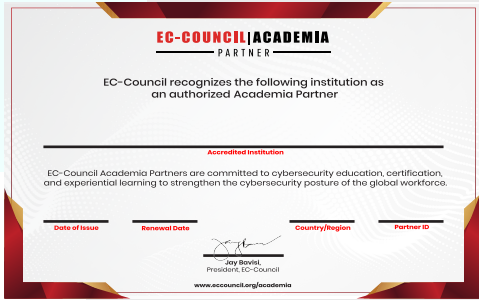 EC-COUNCIL|ACADEMIA
PARTNER
EC-Council recognizes the following institution as
an authorized Academia Partner
Accredited Institution
EC-Council Academia Partners are committed to cybersecurity education, certification,
and experiential learning to strengthen the cybersecurity posture of the global workforce.
Date of Issue Renewal Date Country/Region Partner ID
Jay Bavisi,
President, EC-Council
www.eccouncil.org/academia